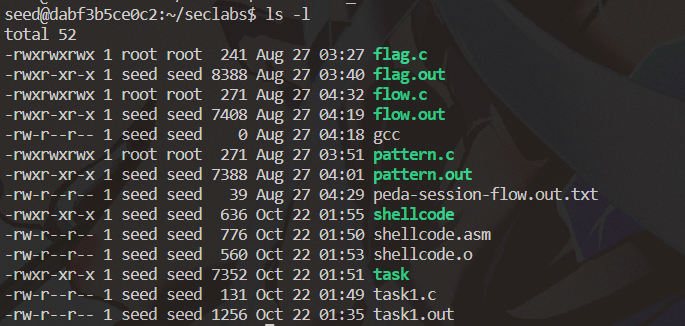 seed@dabf3b5ce0c2:~/seclabs$ ls -l
total 52
-rwxrwxrwx 1 root root  241 Aug 27 03:27 flag.c
-rwxr-xr-x 1 seed seed 8388 Aug 27 03:40 flag.out
-rwxrwxrwx 1 root root  271 Aug 27 04:32 flow.c
-rwxr-xr-x 1 seed seed 7408 Aug 27 04:19 flow.out
-rw-r--r-- 1 seed seed    0 Aug 27 04:18 gcc
-rwxrwxrwx 1 root root  271 Aug 27 03:51 pattern.c
-rwxr-xr-x 1 seed seed 7388 Aug 27 04:01 pattern.out
-rw-r--r-- 1 seed seed   39 Aug 27 04:29 peda-session-flow.out.txt
-rwxr-xr-x 1 seed seed  636 Oct 22 01:55 shellcode
-rw-r--r-- 1 seed seed  776 Oct 22 01:50 shellcode.asm
-rw-r--r-- 1 seed seed  560 Oct 22 01:53 shellcode.o
-rwxr-xr-x 1 seed seed 7352 Oct 22 01:51 task
-rw-r--r-- 1 seed seed  131 Oct 22 01:49 task1.c
-rw-r--r-- 1 seed seed 1256 Oct 22 01:35 task1.out